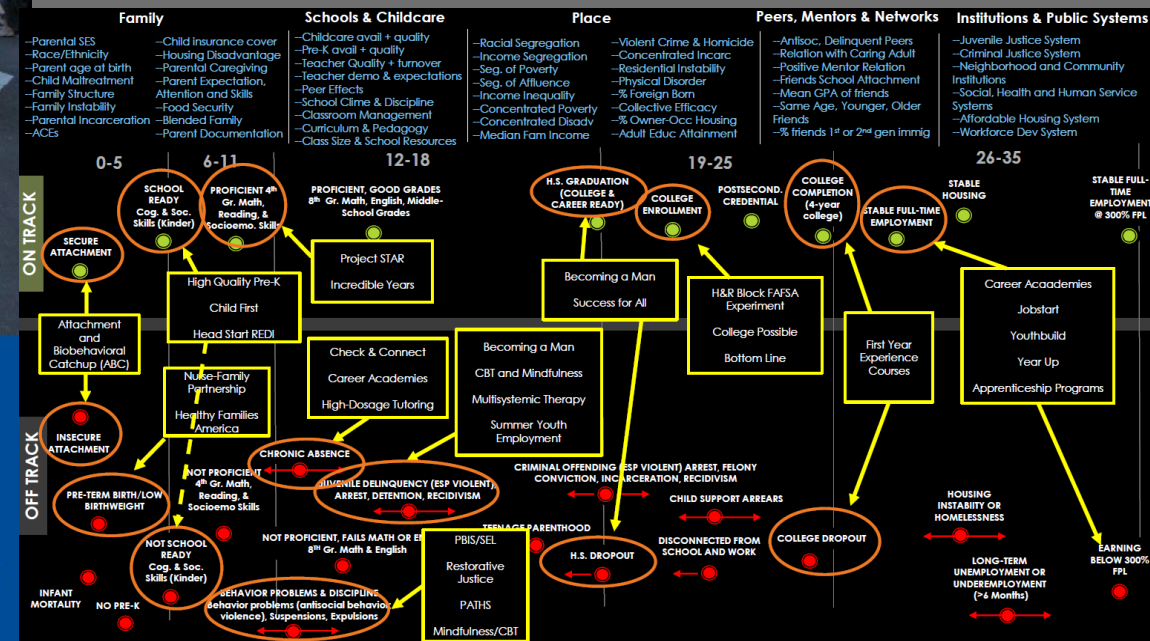 Family
Schools & Childcare
Place
Peers, Mentors & Networks
Institutions & Public Systems
--Parental SES
--Race/Ethnicity
--Parent age at birth
--Child Maltreatment
--Family Structure
--Family Instability
--Parental Incarceration
--ACEs
--Child insurance cover
--Housing Disadvantage
--Parental Caregiving
--Parent Expectation,
Attention and Skills
--Food Security
--Blended Family
--Parent Documentation
--Childcare avail + quality
--Pre-K avail + quality
--Teacher Quality + turnover
--Teacher demo & expectations
--Peer Effects
--School Clime & Discipline
--Classroom Management
--Curriculum & Pedagogy
--Class Size & School Resources
--Racial Segregation
--Income Segregation
--Seg. of Poverty
--Seg. of Affluence
--Income Inequality
--Concentrated Poverty
--Concentrated Disadv
--Median Fam Income
--Violent Crime & Homicide
--Concentrated Incarc
--Residential Instability
--Physical Disorder
--% Foreign Born
--Collective Efficacy
--% Owner-Occ Housing
--Adult Educ Attainment
--Antisoc, Delinquent Peers
--Relation with Caring Adult
--Positive Mentor Relation
--Friends School Attachment
--Mean GPA of friends
--Same Age, Younger, Older
Friends
--% friends 1st or 2nd gen immig
--Juvenile Justice System
--Criminal Justice System
--Neighborhood and Community
Institutions
--Social, Health and Human Service
Systems
--Affordable Housing System
--Workforce Dev System
0-5
6-11
12-18
19-25
26-35
ON TRACK
SECURE
ATTACHMENT
SCHOOL
READY
Cog. & Soc.
Skills (Kinder)
PROFICIENT 4th
Gr. Math,
Reading, &
Socioemo. Skills
PROFICIENT, GOOD GRADES
8th Gr. Math, English, Middle-
School Grades
H.S. GRADUATION
(COLLEGE &
CAREER READY)
COLLEGE
ENROLLMENT
POSTSECOND.
CREDENTIAL
COLLEGE
COMPLETION
(4-year
college)
STABLE FULL-TIME
EMPLOYMENT
STABLE
HOUSING
STABLE FULL-
TIME
EMPLOYMENT
@ 300% FPL
Project STAR
Incredible Years
High Quality Pre-K
Child First
Head Start REDI
Attachment
and
Biobehavioral
Catchup (ABC)
Nurse-Family
Partnership
Healthy Families
America
Check & Connect
Career Academies
High-Dosage Tutoring
Becoming a Man
CBT and Mindfulness
Multisystemic Therapy
Summer Youth
Employment
Becoming a Man
Success for All
H&R Block FAFSA
Experiment
College Possible
Bottom Line
First Year
Experience
Courses
Career Acaademies
Jobstart
Youthbuild
Year Up
Apprenticeship Programs
OFF TRACK
INSECURE
ATTACHMENT
PRE-TERM BIRTH/LOW
BIRTHWEIGHT
INFANT
MORTALITY
NO PRE-K
NOT SCHOOL
READY
Cog. & Soc.
Skills (Kinder)
NOT PROFICIENT
4th Gr. Math,
Reading, &
Socioemo Skills
CHRONIC ABSENCE
JUVENILE DELINQUENCY (ESP VIOLENT),
ARREST, DETENTION, RECIDIVISM
NOT PROFICIENT, FAILS MATH OR
8TH Gr. Math & English
BEHAVIOR PROBLEMS & DISCIPLINE
Behavior problems (antisocial behavior,
violence), Suspensions, Expulsions
PBIS/SEL
Restorative
Justice
PATHS
Mindfulness/CBT
CRIMINAL OFFENDING (ESP VIOLENT) ARREST, FELONY
CONVICTION, INCARCERATION, RECIDIVISM
TEENAGE PARENTHOOD
H.S. DROPOUT
CHILD SUPPORT ARREARS
DISCONNECTED FROM
SCHOOL AND WORK
COLLEGE DROPOUT
HOUSING
INSTABIITY OR
HOMELESSNESS
LONG-TERM
UNEMPLOYMENT OR
UNDEREMPLOYMENT
(>6 Months)
EARNING
BELOW 300%
FPL